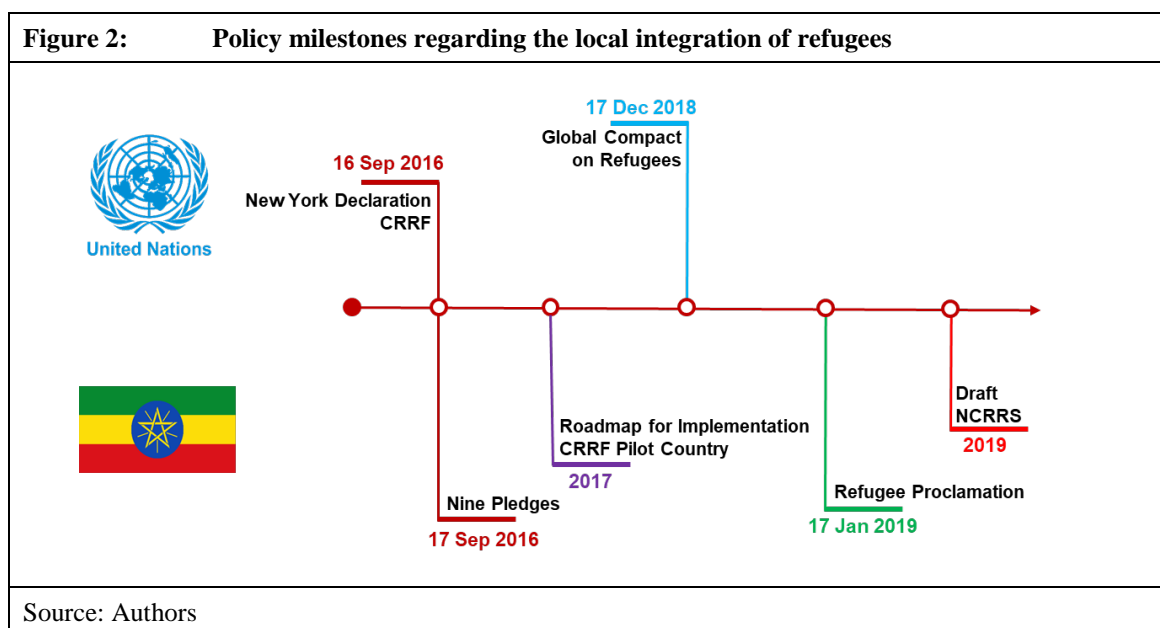 Figure 2: Policy milestones regarding the local integration of refugees
17 Dec 2018
Global Compact
on Refugees
16 Sep 2016
New York Declaration
CRRF
United Nations
Roadmap for Implementation
CRRF Pilot Country
2017
Draft
NCRRS
2019
Nine Pledges
17 Sep 2016
Refugee Proclamation
17 Jan 2019
Source: Authors